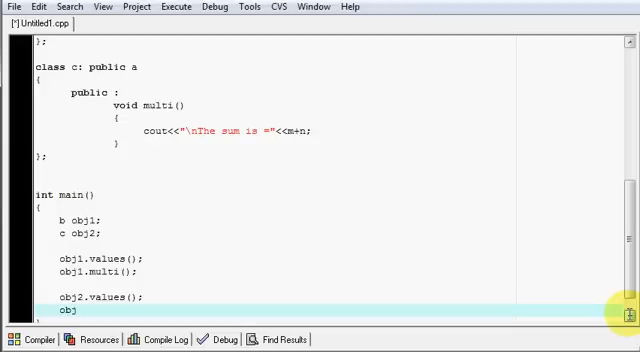 File Edit Search View Project Execute Debug Tools CVS Window Help
[*] Untitled1.cpp
};
class c: public a
{
public :
void multi()
{
cout<<"\nThe sum is ="<<m+n;
}
};
int main()
{
b obj1;
c obj2;
obj1.values();
obj1.multi();
obj2.values();
obj
Compiler Resources Compile Log Debug Find Results